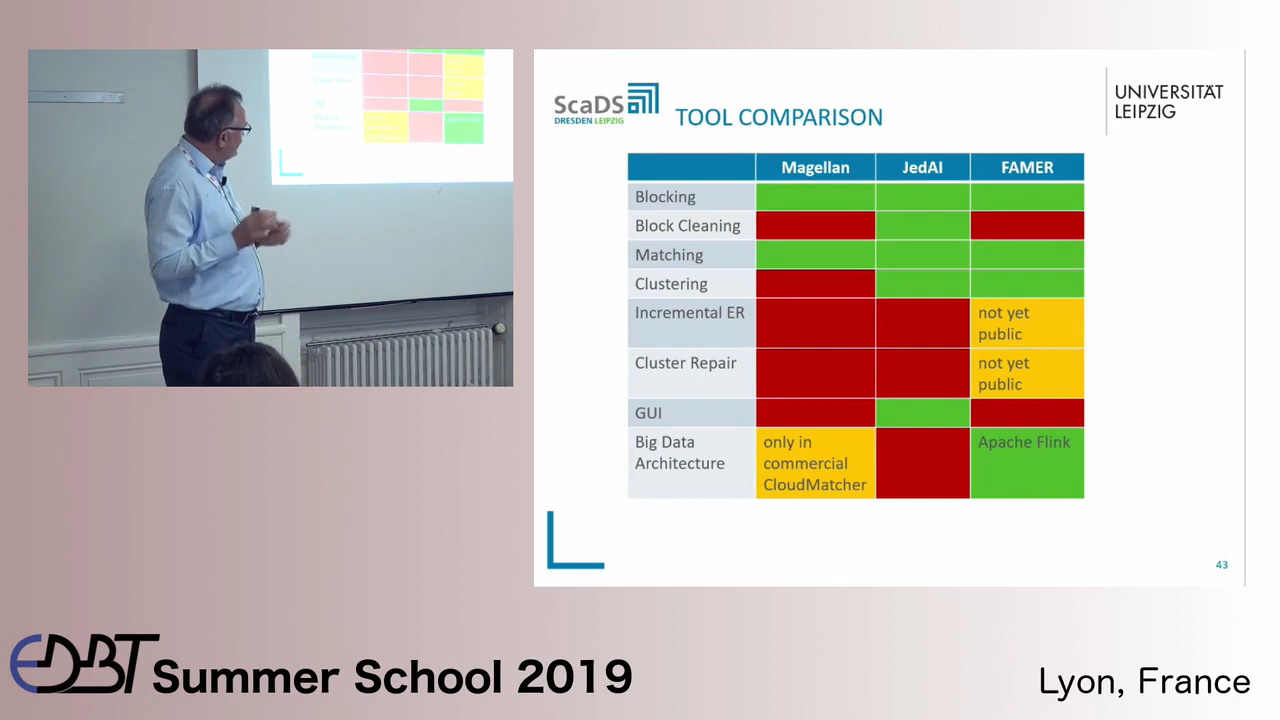 ScaDS
DRESDEN LEIPZIG
TOOL COMPARISON
UNIVERSITÄT
LEIPZIG
Magellan JedAI FAMER
Blocking
Block Cleaning
Matching
Clustering
Incremental ER not yet
public
Cluster Repair not yet
public
GUI
Big Data only in Apache Flink
Architecture commercial
CloudMatcher
43
EDBT Summer School 2019
Lyon, France